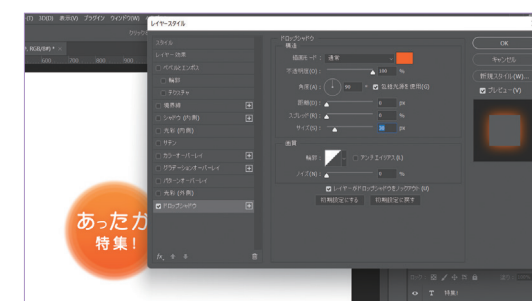 3D(D) 表示(V) プラグイン ウィンドウ(W)
レイヤースタイル
RGB/8#) * ×
600 700 800 900
スタイル
レイヤー効果
ベベルとエンボス
輪郭
テクスチャ
境界線
シャドウ (内側)
光彩 (内側)
サテン
カラーオーバーレイ
グラデーションオーバーレイ
パターンオーバーレイ
光彩 (外側)
ドロップシャドウ
fx.
ドロップシャドウ
構造
描画モード : 通常
不透明度(O) : 100 %
角度(A) : 90 ° 包括光源を使用(G)
距離(D) : 0 px
スプレッド(R) : 0 %
サイズ(S) : px
画質
輪郭 : アンチエイリアス(L)
ノイズ(N) : 0 %
レイヤーがドロップシャドウをノックアウト (U)
初期設定にする 初期設定に戻す
OK
キャンセル
新規スタイル(W)...
プレビュー(V)
あったか
特集!
T 特集!